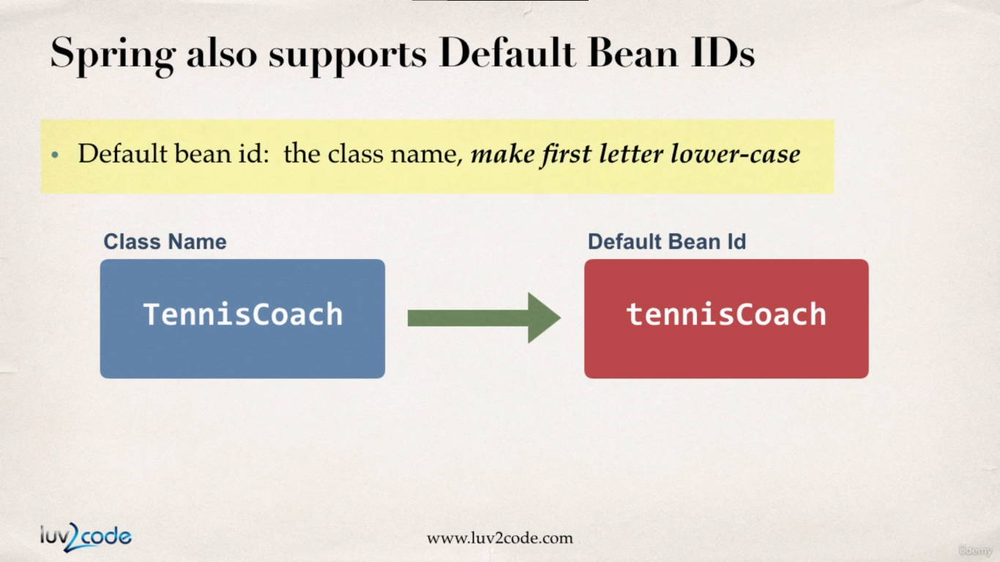 Spring also supports Default Bean IDs
• Default bean id: the class name, make first letter lower-case
Class Name
Default Bean Id
TennisCoach
tennisCoach
luv2code
www.luv2code.com
ûdemy